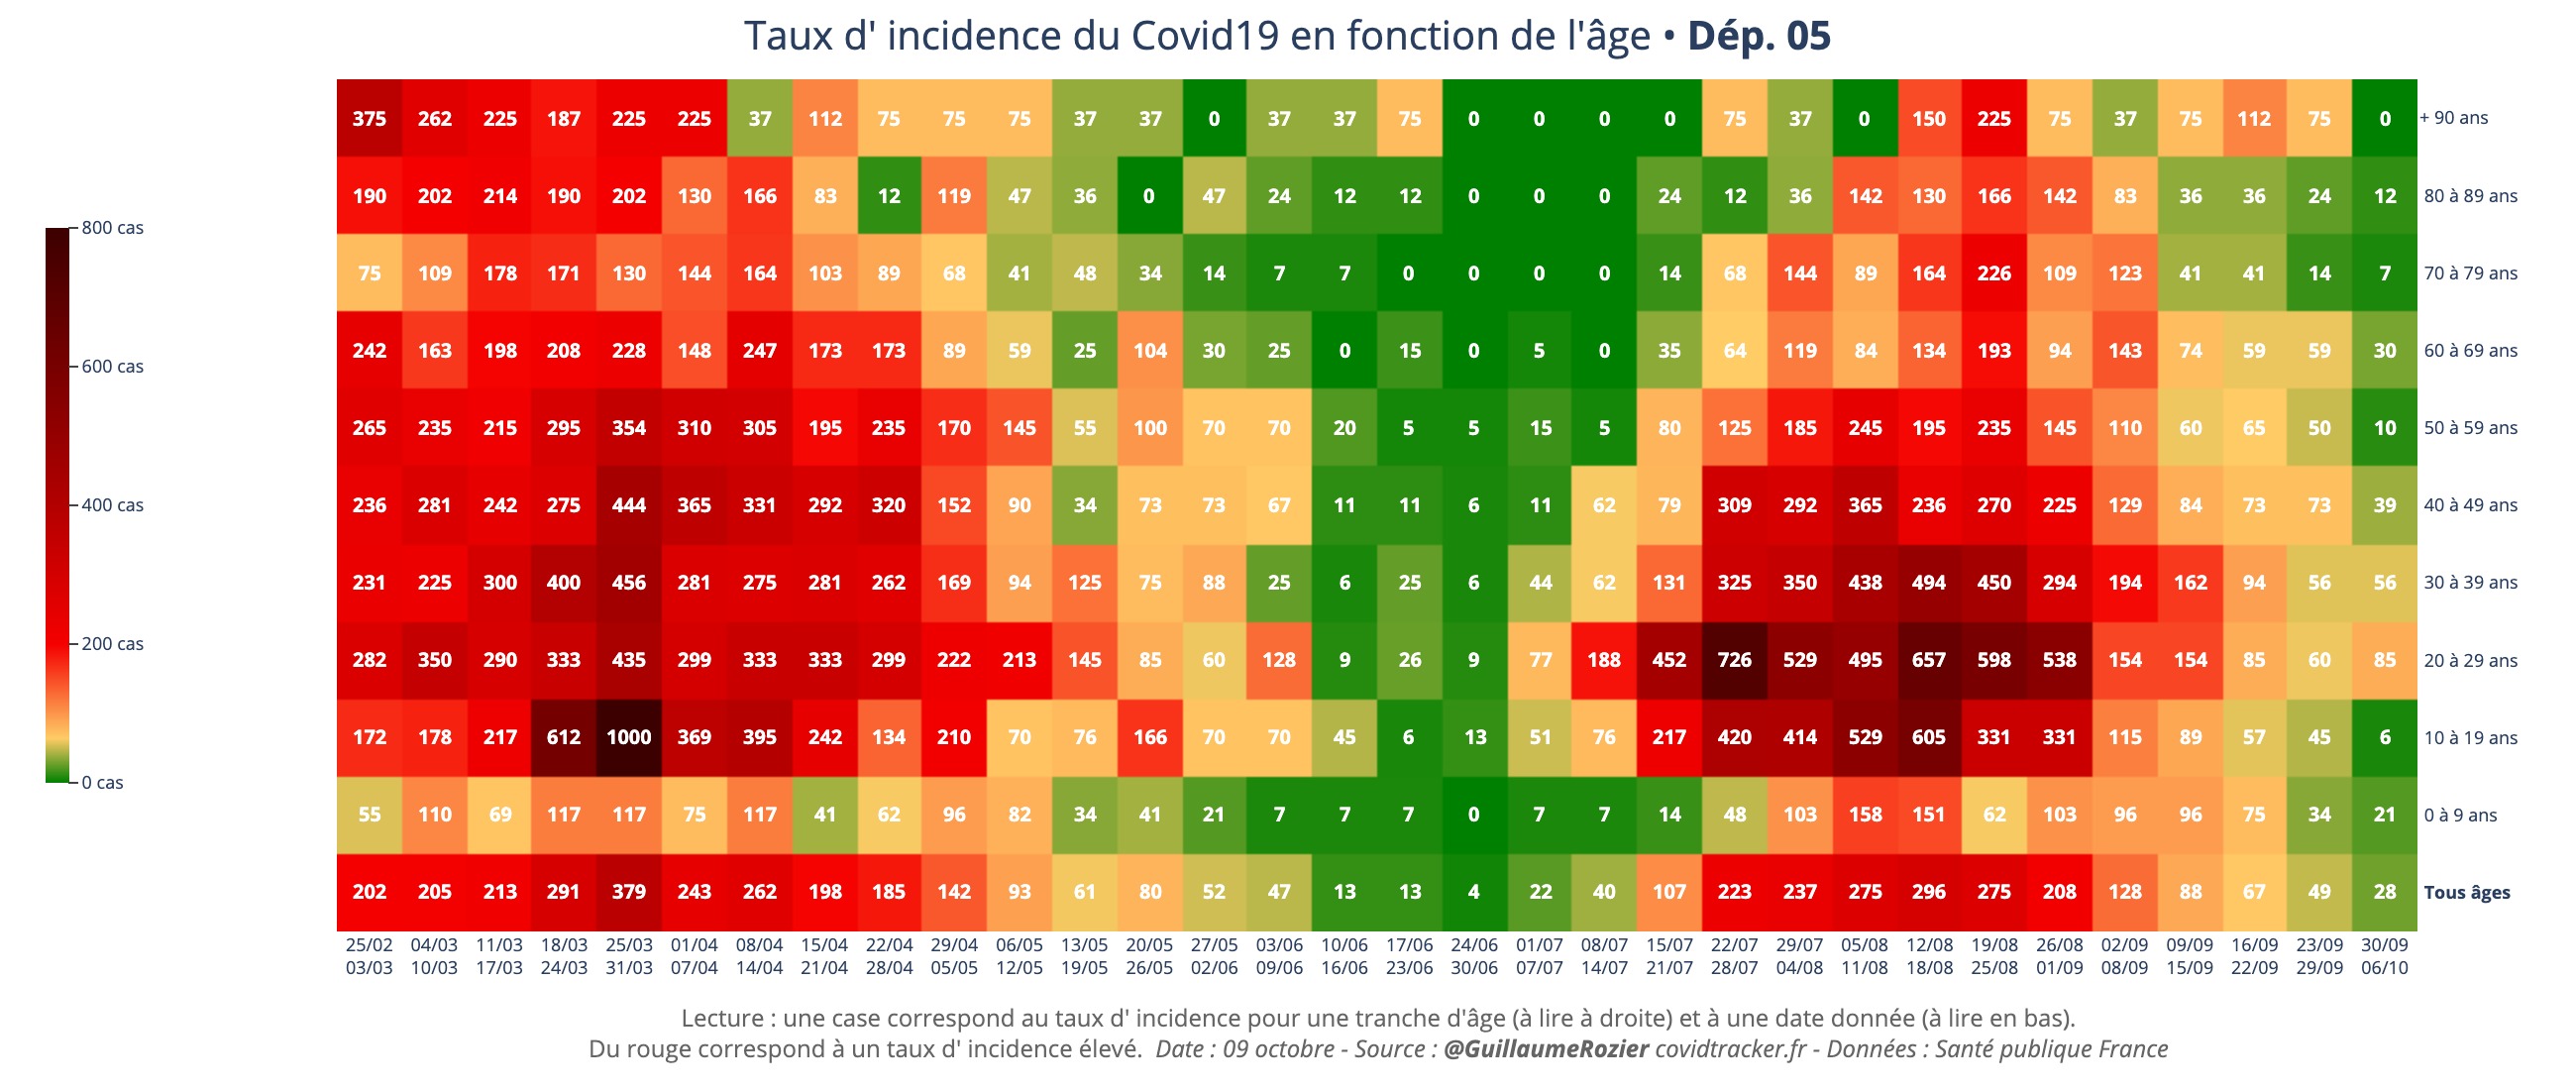 Taux d' incidence du Covid19 en fonction de l'âge • Dép. 05
800 cas
600 cas
400 cas
200 cas
0 cas
375 262 225 187 225 225 37 112 75 75 75 37 37 0 37 37 75 0 0 0 0 75 37 0 150 225 75 37 75 112 75 0 + 90 ans
190 202 214 190 202 130 166 83 12 119 47 36 0 47 24 12 12 0 0 0 24 12 36 142 130 166 142 83 36 36 24 12 80 à 89 ans
75 109 178 171 130 144 164 103 89 68 41 48 34 14 7 7 0 0 0 0 14 68 144 89 164 226 109 123 41 41 14 7 70 à 79 ans
242 163 198 208 228 148 247 173 173 89 59 25 104 30 25 0 15 0 5 0 35 64 119 84 134 193 94 143 74 59 59 30 60 à 69 ans
265 235 215 295 354 310 305 195 235 170 145 55 100 70 70 20 5 5 15 5 80 125 185 245 195 235 145 110 60 65 50 10 50 à 59 ans
236 281 242 275 444 365 331 292 320 152 90 34 73 73 67 11 11 6 11 62 79 309 292 365 236 270 225 129 84 73 73 39 40 à 49 ans
231 225 300 400 456 281 275 281 262 169 94 125 75 88 25 6 25 6 44 62 131 325 350 438 494 450 294 194 162 94 56 56 30 à 39 ans
282 350 290 333 435 299 333 333 299 222 213 145 85 60 128 9 26 9 77 188 452 726 529 495 657 598 538 154 154 85 60 85 20 à 29 ans
172 178 217 612 1000 369 395 242 134 210 70 76 166 70 70 45 6 13 51 76 217 420 414 529 605 331 331 115 89 57 45 6 10 à 19 ans
55 110 69 117 117 75 117 41 62 96 82 34 41 21 7 7 7 0 7 7 14 48 103 158 151 62 103 96 96 75 34 21 0 à 9 ans
202 205 213 291 379 243 262 198 185 142 93 61 80 52 47 13 13 4 22 40 107 223 237 275 296 275 208 128 88 67 49 28 Tous âges
25/02 04/03 11/03 18/03 25/03 01/04 08/04 15/04 22/04 29/04 06/05 13/05 20/05 27/05 03/06 10/06 17/06 24/06 01/07 08/07 15/07 22/07 29/07 05/08 12/08 19/08 26/08 02/09 09/09 16/09 23/09 30/09
03/03 10/03 17/03 24/03 31/03 07/04 14/04 21/04 28/04 05/05 12/05 19/05 26/05 02/06 09/06 16/06 23/06 30/06 07/07 14/07 21/07 28/07 04/08 11/08 18/08 25/08 01/09 08/09 15/09 22/09 29/09 06/10
Lecture : une case correspond au taux d' incidence pour une tranche d'âge (à lire à droite) et à une date donnée (à lire en bas).
Du rouge correspond à un taux d' incidence élevé. Date : 09 octobre - Source : @GuillaumeRozier covidtracker.fr - Données : Santé publique France